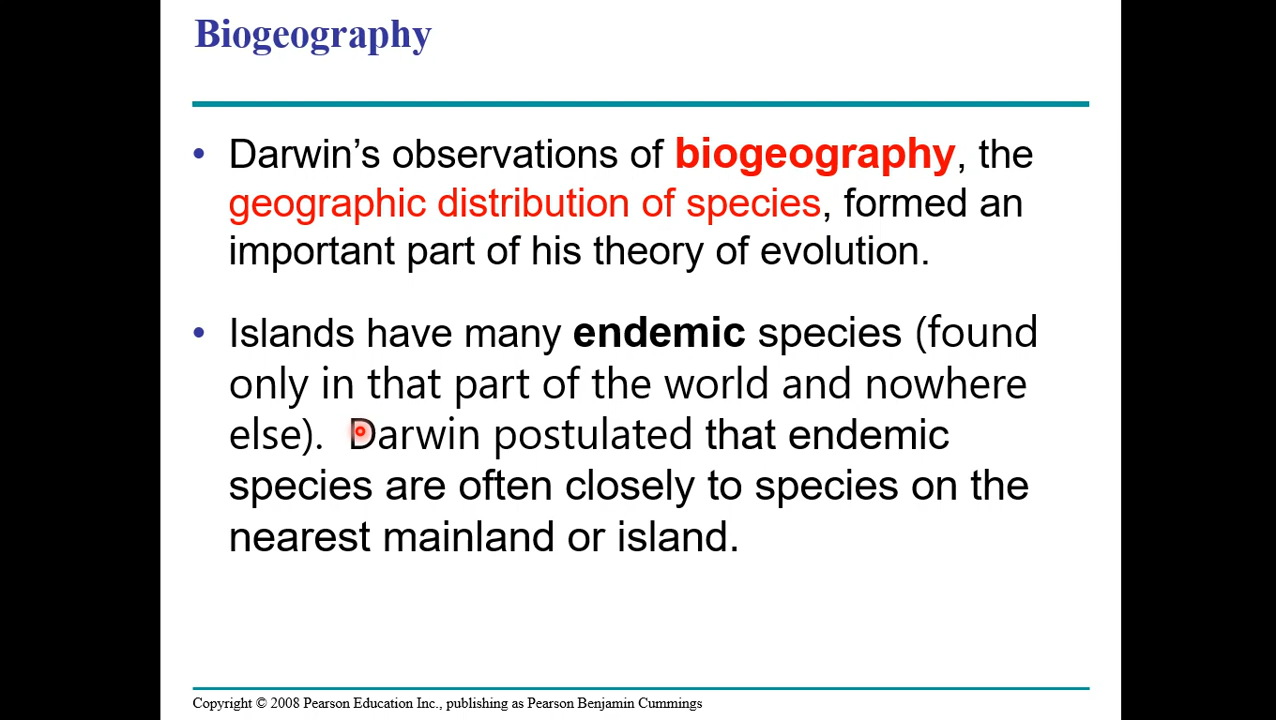 Biogeography
• Darwin’s observations of biogeography, the
geographic distribution of species, formed an
important part of his theory of evolution.
• Islands have many endemic species (found
only in that part of the world and nowhere
else).  Darwin postulated that endemic
species are often closely to species on the
nearest mainland or island.
Copyright © 2008 Pearson Education Inc., publishing as Pearson Benjamin Cummings